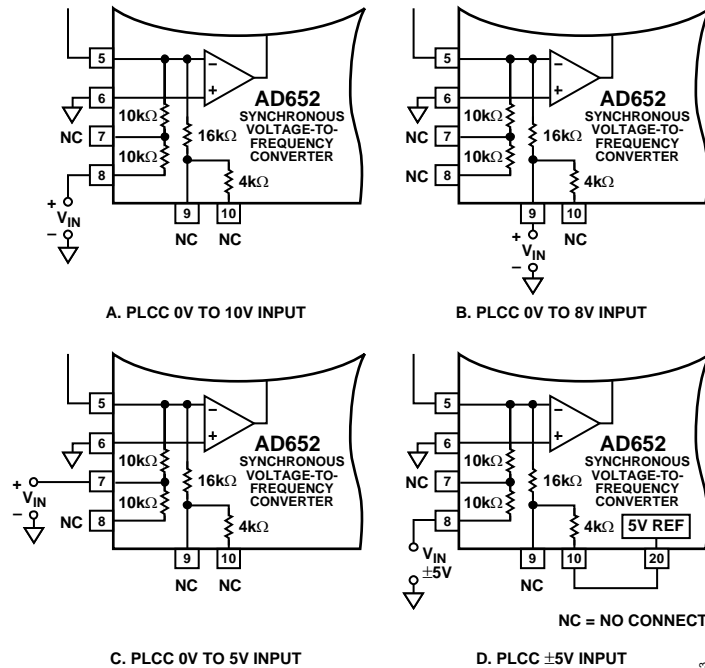 5
6
10kΩ
NC 7
10kΩ
8
+
VIN
–
AD652
SYNCHRONOUS
VOLTAGE-TO-
FREQUENCY
CONVERTER
16kΩ
4kΩ
9 10
NC NC
– +
A. PLCC 0V TO 10V INPUT
5
6
10kΩ
NC 7
10kΩ
NC 8
AD652
SYNCHRONOUS
VOLTAGE-TO-
FREQUENCY
CONVERTER
16kΩ
4kΩ
9 10
+
VIN NC
–
– +
B. PLCC 0V TO 8V INPUT
5
6
10kΩ
+
VIN 7
–
10kΩ
NC 8
AD652
SYNCHRONOUS
VOLTAGE-TO-
FREQUENCY
CONVERTER
16kΩ
4kΩ
9 10
NC NC
– +
C. PLCC 0V TO 5V INPUT
5
6
10kΩ
NC 7
10kΩ
8
VIN
±5V
AD652
SYNCHRONOUS
VOLTAGE-TO-
FREQUENCY
CONVERTER
16kΩ
4kΩ
5V REF
9 10 20
NC
– +
NC = NO CONNECT
D. PLCC ±5V INPUT